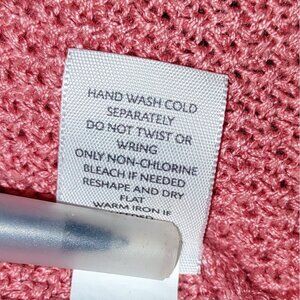 HAND WASH COLD
SEPARATELY
DO NOT TWIST OR
WRING
ONLY NON-CHLORINE
BLEACH IF NEEDED
RESHAPE AND DRY
FLAT
WARM IRON IF